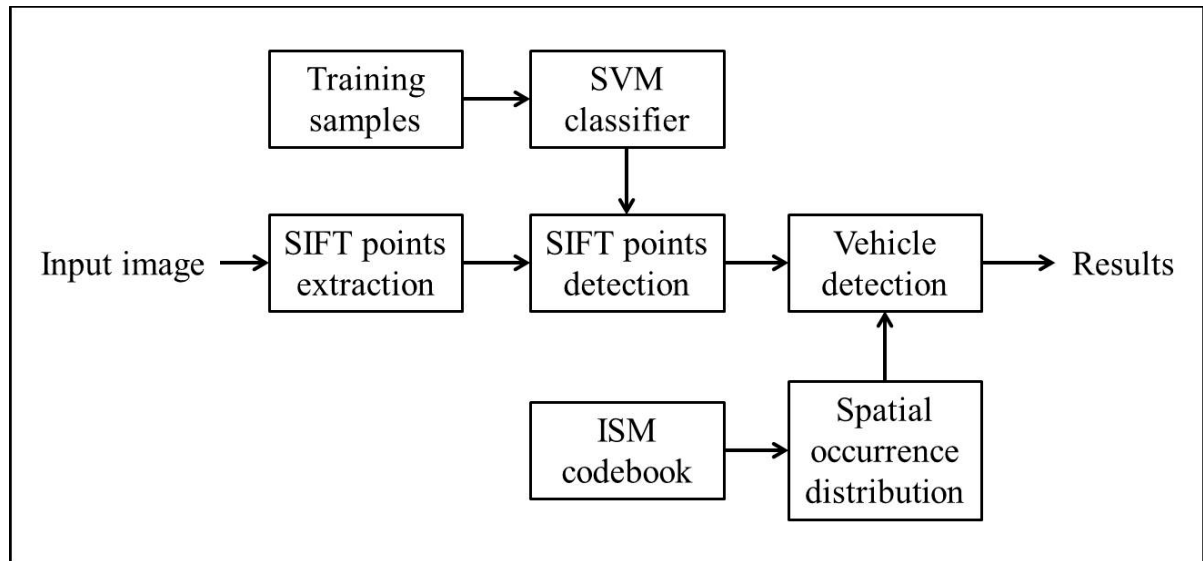 Training
samples
SVM
classifier
Input image
SIFT points
extraction
SIFT points
detection
Vehicle
detection
Results
ISM
codebook
Spatial
occurrence
distribution